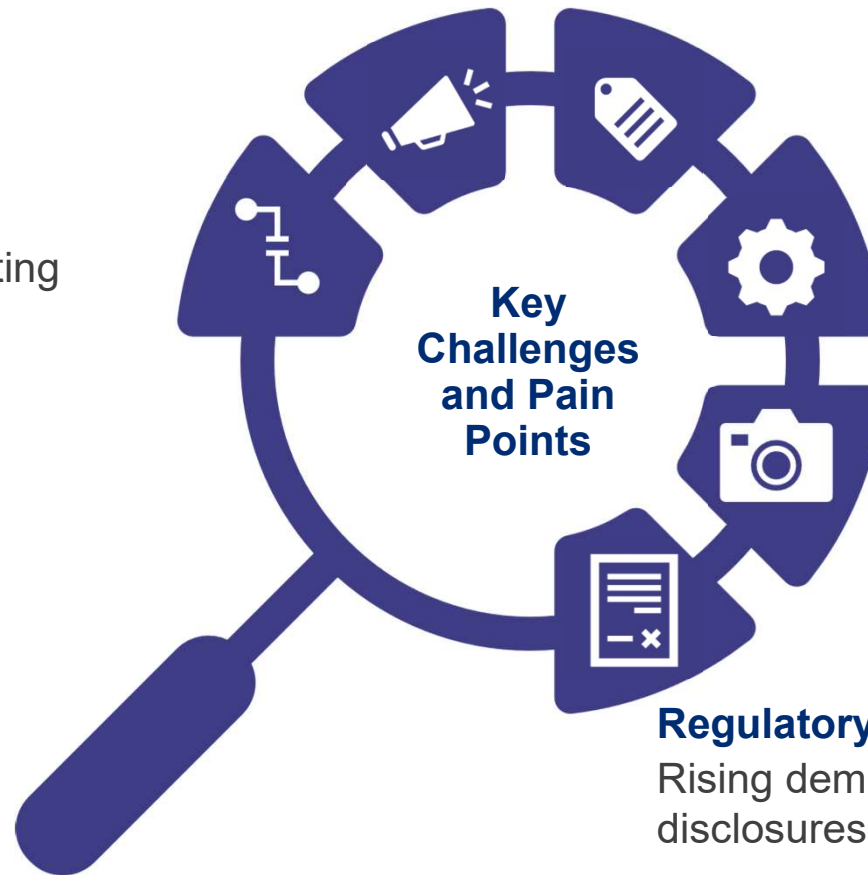 ting
Key
Challenges
and Pain
Points
Regulatory
Rising dem
disclosures